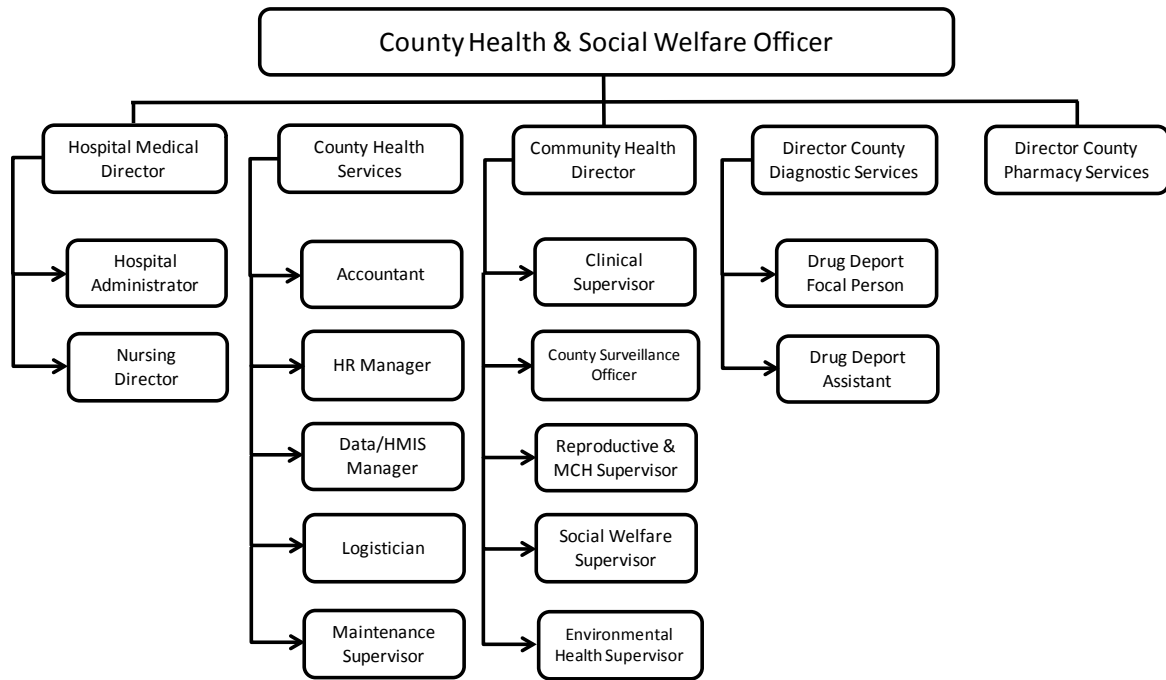 County Health & Social Welfare Officer
Hospital Medical
Director
County Health
Services
Community Health
Director
Director County
Diagnostic Services
Director County
Pharmacy Services
Hospital
Administrator
Nursing
Director
Accountant
HR Manager
Data/HMIS
Manager
Logistician
Maintenance
Supervisor
Clinical
Supervisor
County Surveillance
Officer
Reproductive &
MCH Supervisor
Social Welfare
Supervisor
Environmental
Health Supervisor
Drug Deport
Focal Person
Drug Deport
Assistant